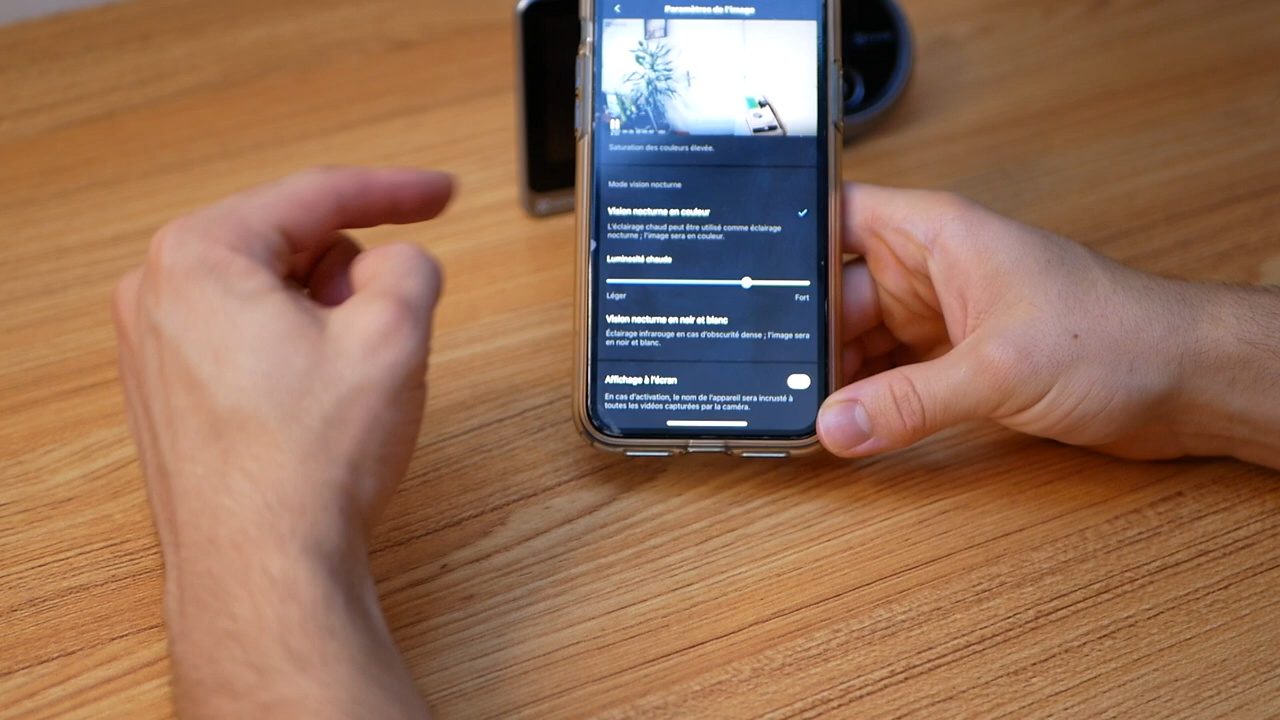 Paramètres de l'image
Saturation des couleurs élevée.
Mode vision nocturne
Vision nocturne en couleur
L'éclairage chaud peut être utilisé comme éclairage
nocturne ; l'image sera en couleur.
Luminosité chaude
Léger Fort
Vision nocturne en noir et blanc
Éclairage infrarouge en cas d'obscurité dense ; l'image sera
en noir et blanc.
Affichage à l'écran
En cas d'activation, le nom de l'appareil sera incrusté à
toutes les vidéos capturées par la caméra.